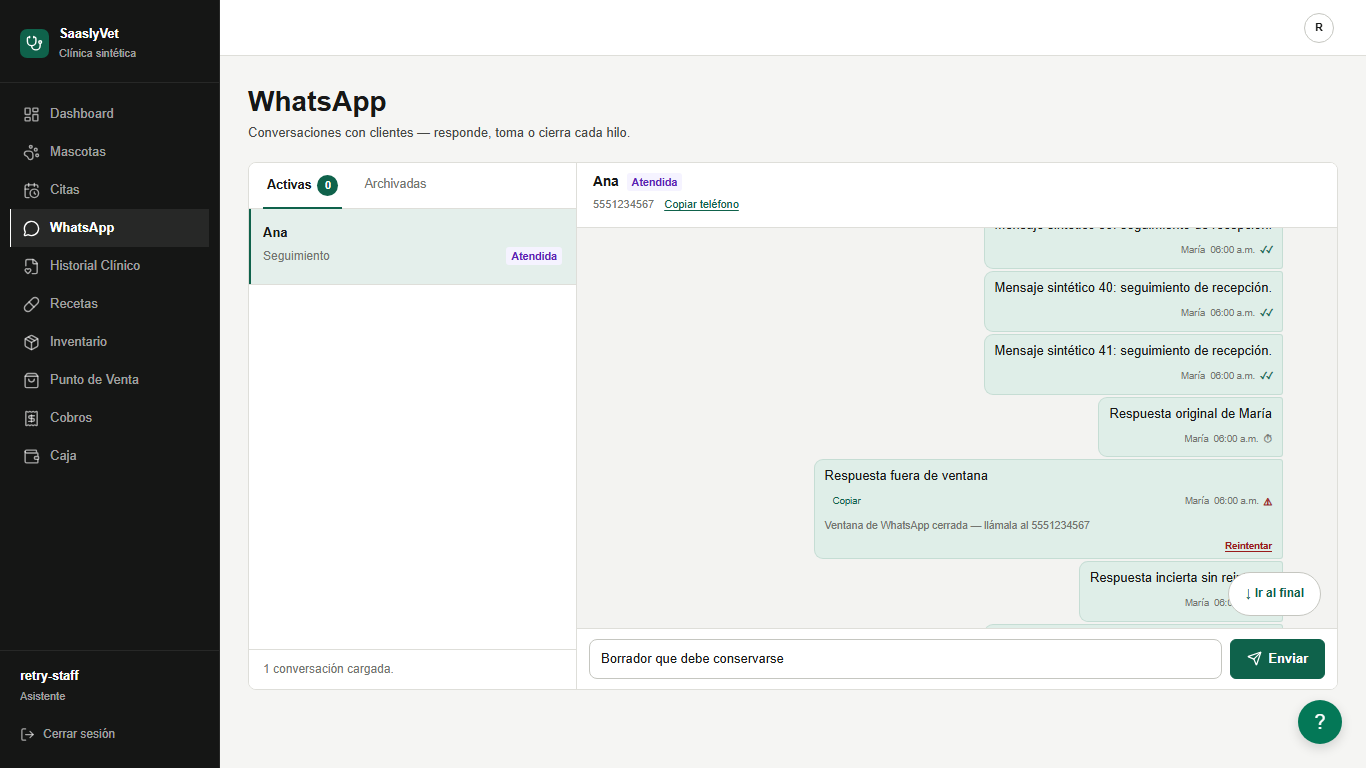 SaaslyVet
Clínica sintética
Dashboard
Mascotas
Citas
WhatsApp
Historial Clínico
Recetas
Inventario
Punto de Venta
Cobros
Caja
retry-staff
Asistente
Cerrar sesión
R
WhatsApp
Conversaciones con clientes — responde, toma o cierra cada hilo.
Activas 0 Archivadas
Ana
Seguimiento Atendida
1 conversación cargada.
Ana Atendida
5551234567 Copiar teléfono
seguimiento de recepción.
María 06:00 a.m.
Mensaje sintético 40: seguimiento de recepción.
María 06:00 a.m.
Mensaje sintético 41: seguimiento de recepción.
María 06:00 a.m.
Respuesta original de María
María 06:00 a.m.
Respuesta fuera de ventana
Copiar María 06:00 a.m.
Ventana de WhatsApp cerrada — llámala al 5551234567
Reintentar
Respuesta incierta sin
María
↓ Ir al final
Borrador que debe conservarse
Enviar
?